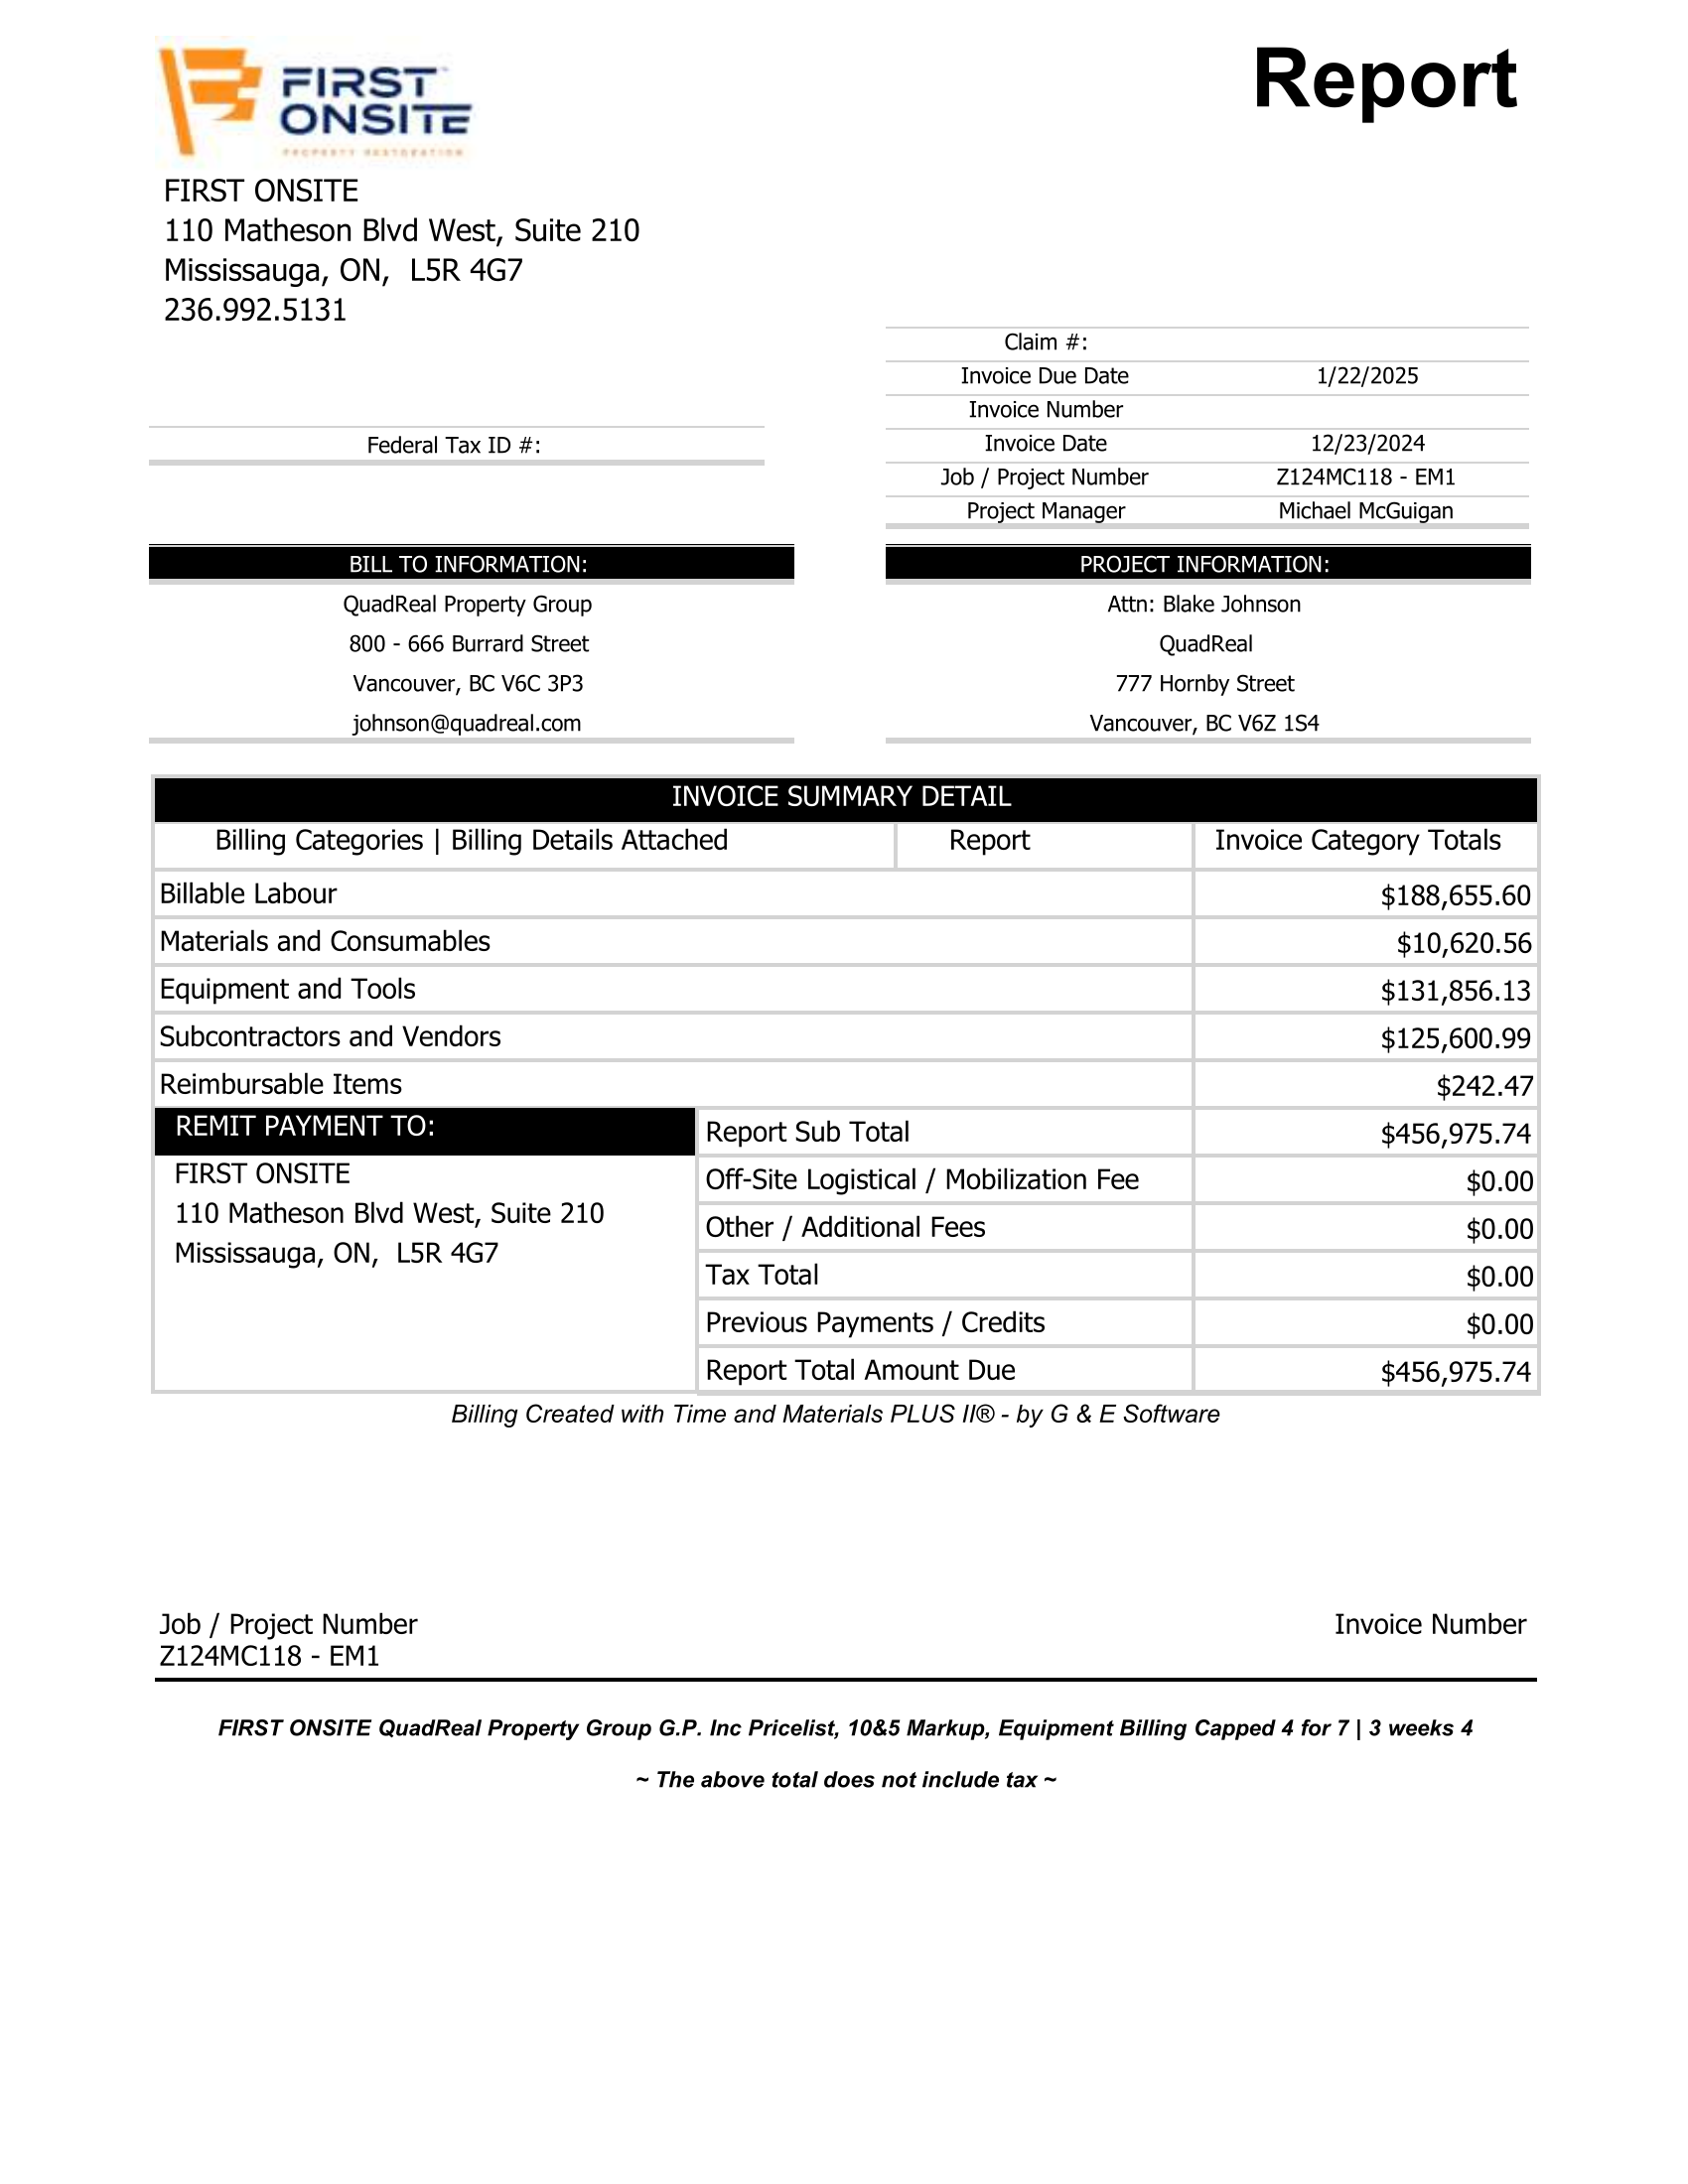 Report
FIRST
ONSITE
PROPERTY RESTORATION
FIRST ONSITE
110 Matheson Blvd West, Suite 210
Mississauga, ON, L5R 4G7
236.992.5131
Claim #:
Invoice Due Date 1/22/2025
Invoice Number
Federal Tax ID #:
Invoice Date 12/23/2024
Job / Project Number Z124MC118 - EM1
Project Manager Michael McGuigan
BILL TO INFORMATION:
QuadReal Property Group
800 - 666 Burrard Street
Vancouver, BC V6C 3P3
johnson@quadreal.com
PROJECT INFORMATION:
Attn: Blake Johnson
QuadReal
777 Hornby Street
Vancouver, BC V6Z 1S4
INVOICE SUMMARY DETAIL
Billing Categories | Billing Details Attached Report Invoice Category Totals
Billable Labour $188,655.60
Materials and Consumables $10,620.56
Equipment and Tools $131,856.13
Subcontractors and Vendors $125,600.99
Reimbursable Items $242.47
REMIT PAYMENT TO:
FIRST ONSITE
110 Matheson Blvd West, Suite 210
Mississauga, ON, L5R 4G7
Report Sub Total $456,975.74
Off-Site Logistical / Mobilization Fee $0.00
Other / Additional Fees $0.00
Tax Total $0.00
Previous Payments / Credits $0.00
Report Total Amount Due $456,975.74
Billing Created with Time and Materials PLUS II® - by G & E Software
Job / Project Number Invoice Number
Z124MC118 - EM1
FIRST ONSITE QuadReal Property Group G.P. Inc Pricelist, 10&5 Markup, Equipment Billing Capped 4 for 7 | 3 weeks 4
~ The above total does not include tax ~